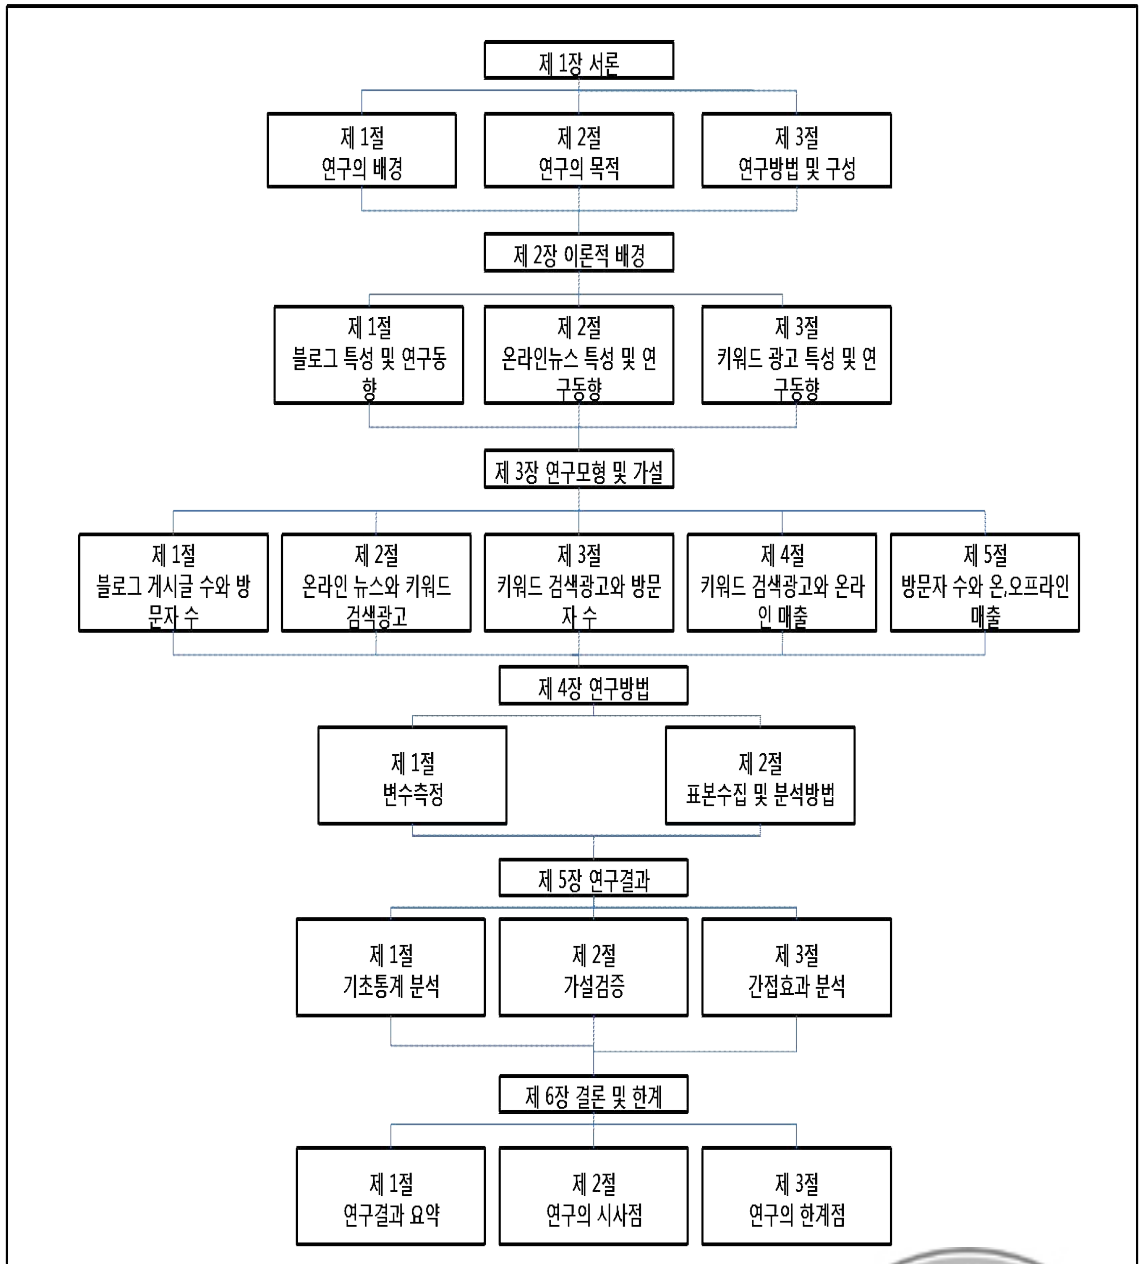 제 1장 서론
제 1절
연구의 배경
제 2절
연구의 목적
제 3절
연구방법 및 구성
제 2장 이론적 배경
제 1절
블로그 특성 및 연구동
향
제 2절
온라인뉴스 특성 및 연
구동향
제 3절
키워드 광고 특성 및 연
구동향
제 3장 연구모형 및 가설
제 1절
블로그 게시글 수와 방
문자 수
제 2절
온라인 뉴스와 키워드
검색광고
제 3절
키워드 검색광고와 방문
자 수
제 4절
키워드 검색광고와 온라
인 매출
제 5절
방문자 수와 온,오프라인
매출
제 4장 연구방법
제 1절
변수측정
제 2절
표본수집 및 분석방법
제 5장 연구결과
제 1절
기초통계 분석
제 2절
가설검증
제 3절
간접효과 분석
제 6장 결론 및 한계
제 1절
연구결과 요약
제 2절
연구의 시사점
제 3절
연구의 한계점